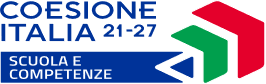 COESIONE
ITALIA 21-27
SCUOLA E
COMPETENZE